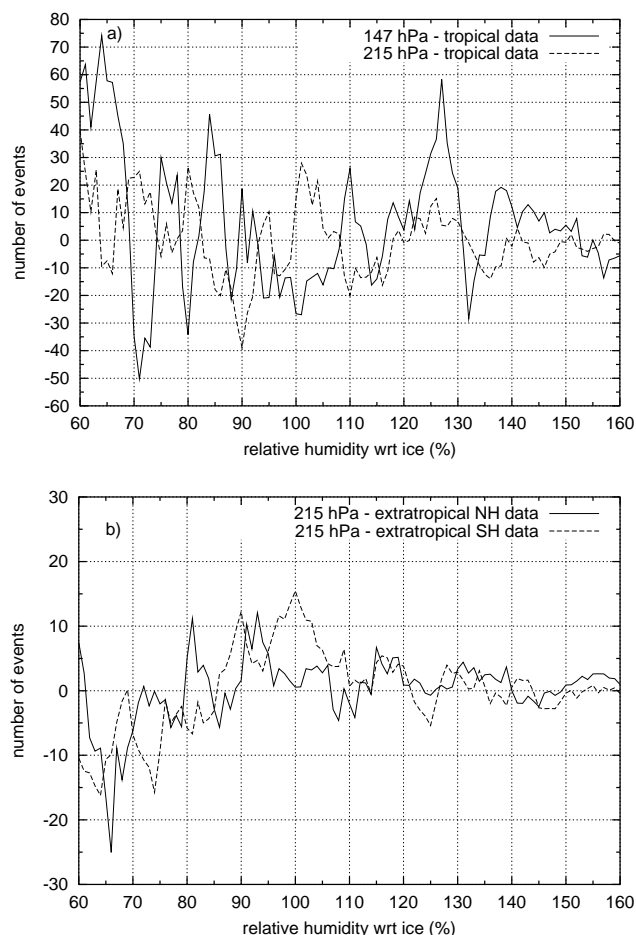 a)
147 hPa - tropical data
215 hPa - tropical data
number of events
80
70
60
50
40
30
20
10
0
-10
-20
-30
-40
-50
-60
60 70 80 90 100 110 120 130 140 150 160
relative humidity wrt ice (%)
b)
215 hPa - extratropical NH data
215 hPa - extratropical SH data
number of events
30
20
10
0
-10
-20
-30
60 70 80 90 100 110 120 130 140 150 160
relative humidity wrt ice (%)